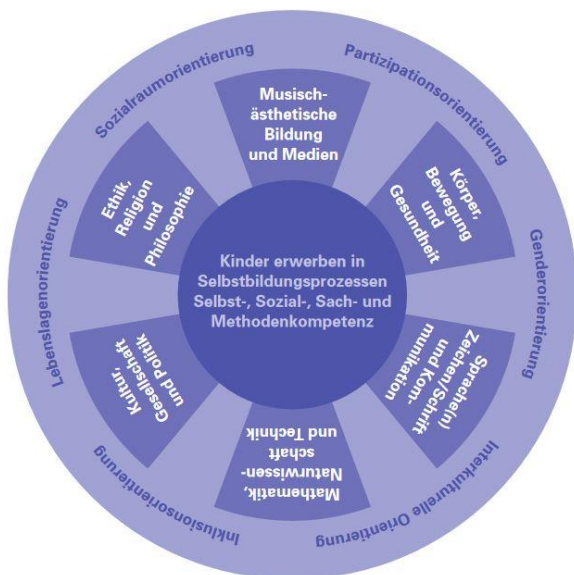 Sozialraumorientierung
Partizipationsorientierung
Genderorientierung
Interkulturelle Orientierung
Inklusionsorientierung
Lebenslagenorientierung
Musisch-
ästhetische
Bildung
und Medien
Körper,
Bewegung
und
Gesundheit
Sprache(n)
Zeichen/Schrift
und Kom-
munikation
Mathematik,
Naturwissen-
schaft
und Technik
Kultur,
Gesellschaft
und Politik
Ethik,
Religion
und
Philosophie
Kinder erwerben in
Selbstbildungsprozessen
Selbst-, Sozial-, Sach- und
Methodenkompetenz